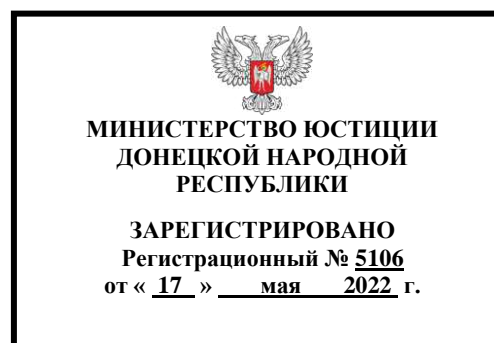 МИНИСТЕРСТВО ЮСТИЦИИ
ДОНЕЦКОЙ НАРОДНОЙ
РЕСПУБЛИКИ
ЗАРЕГИСТРИРОВАНО
Регистрационный № 5106
от « 17 » мая 2022 г.